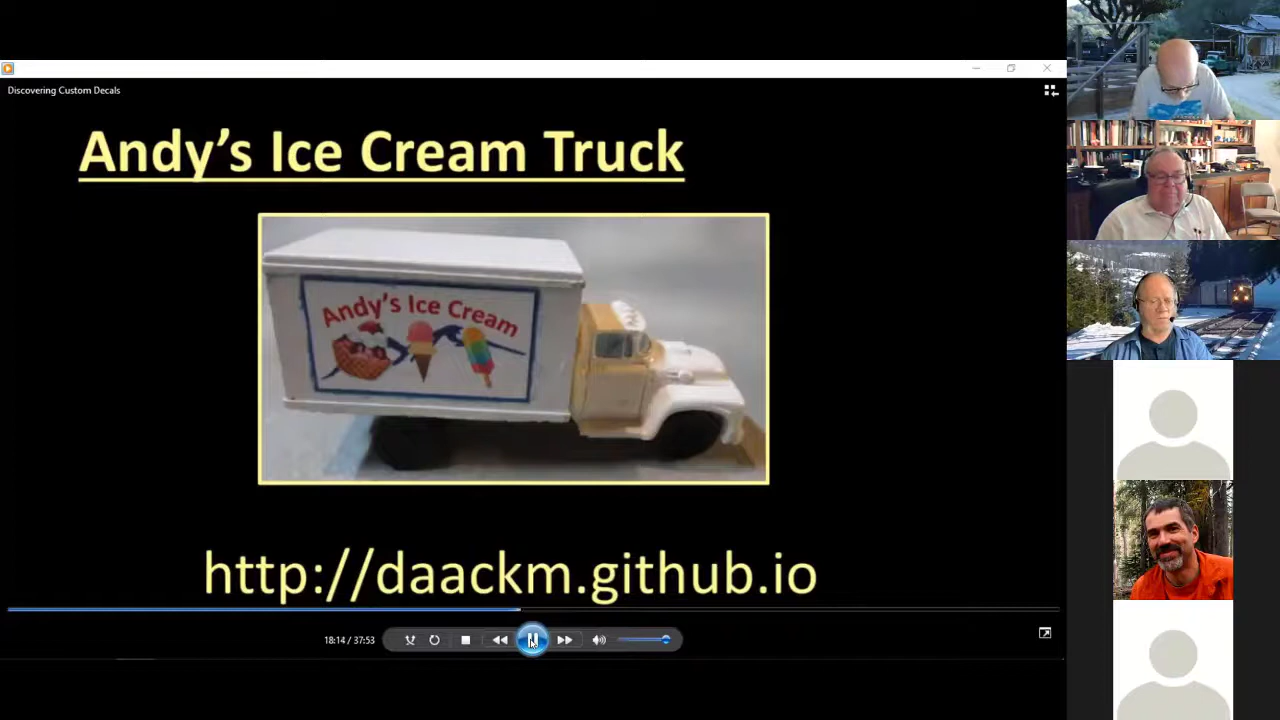 Discovering Custom Decals
Andy's Ice Cream Truck
Andy's Ice Cream
http://daackm.github.io
18:14 / 37:53